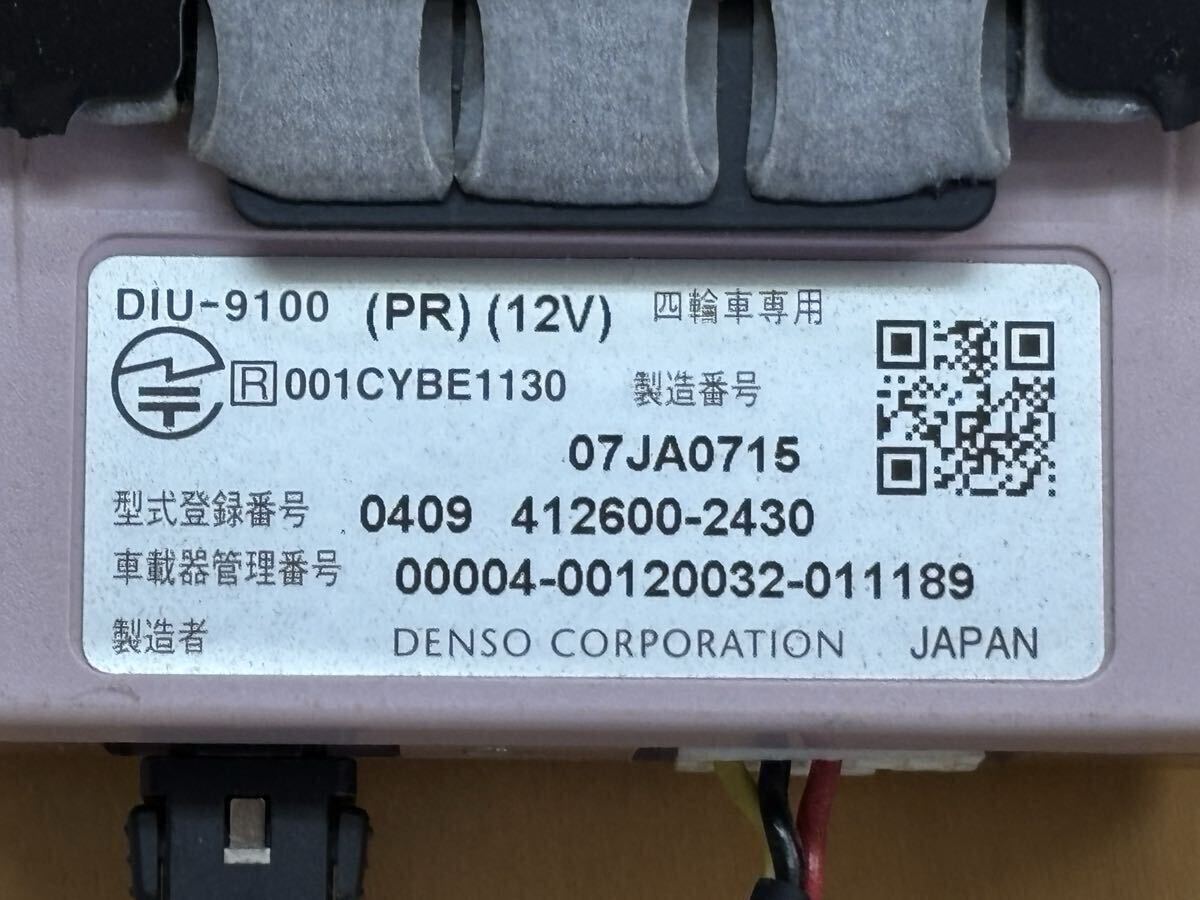 DIU-9100 (PR) (12V) 四輪車専用
R 001CYBE1130 製造番号
07JA0715
型式登録番号 0409 412600-2430
車載器管理番号 00004-00120032-011189
製造者 DENSO CORPORATION JAPAN